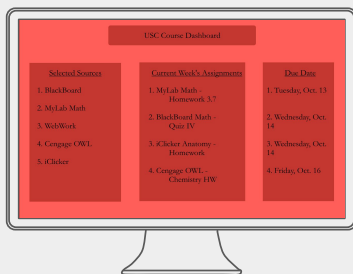 USC Course Dashboard
Selected Sources
1. BlackBoard
2. MyLab Math
3. WebWork
4. Cengage OWL
5. iClicker
Current Week's Assignments
1. MyLab Math -
Homework 3.7
2. BlackBoard Math -
Quiz IV
3. iClicker Anatomy -
Homework
4. Cengage OWL -
Chemistry HW
Due Date
1. Tuesday, Oct. 13
2. Wednesday, Oct.
14
3. Wednesday, Oct.
14
4. Friday, Oct. 16